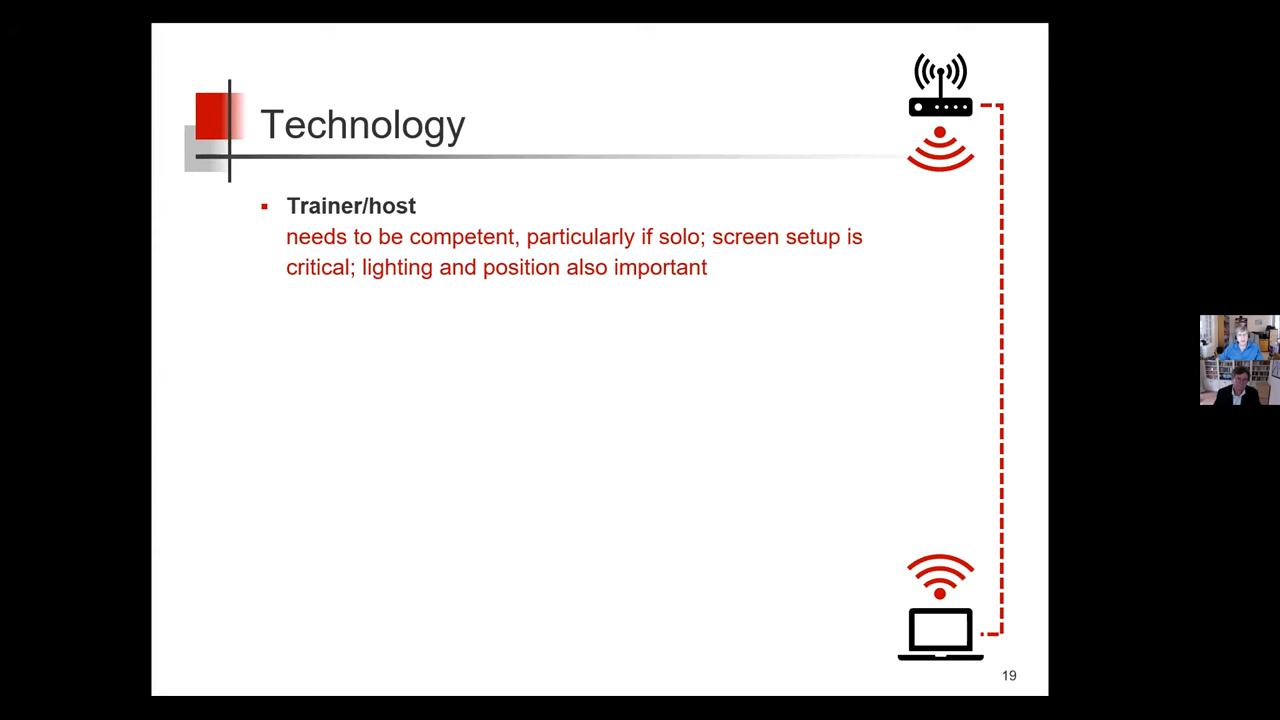 Technology
Trainer/host
needs to be competent, particularly if solo; screen setup is
critical; lighting and position also important
19